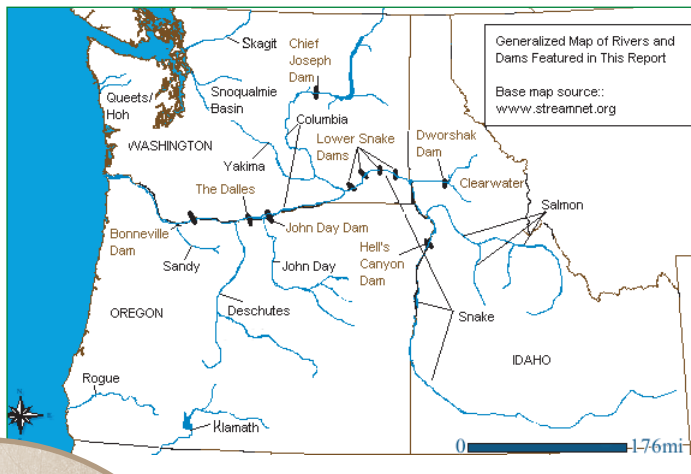 Generalized Map of Rivers and
Dams Featured in This Report
Base map source::
www.streamnet.org
Skagit
Chief
Joseph
Dam
Queets/
Hoh
Snoqualmie
Basin
Columbia
WASHINGTON
Lower Snake
Dams
Dworshak
Dam
Yakima
Clearwater
The Dalles
Salmon
Bonneville
Dam
John Day Dam
Hell's
Canyon
Dam
Sandy
John Day
OREGON
Deschutes
Snake
IDAHO
Rogue
Klamath
N
0
176mi